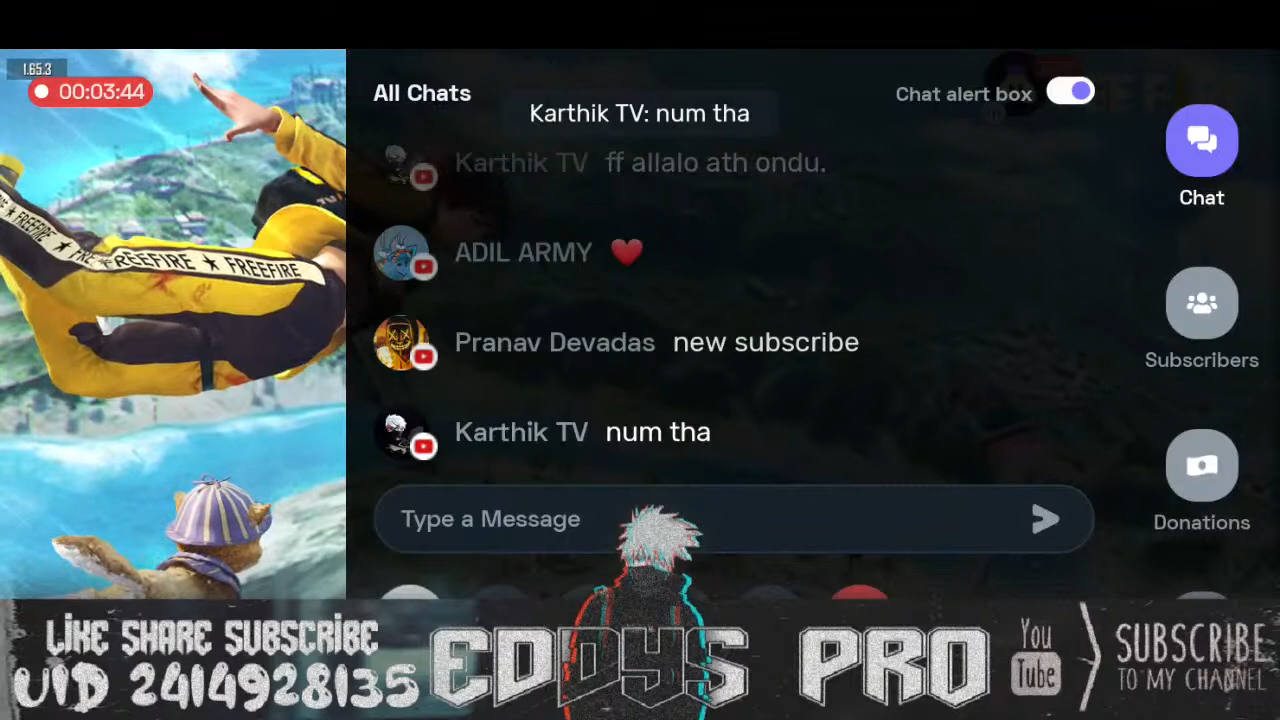 1.65.3
00:03:44
All Chats
Karthik TV: num tha
Chat alert box
Karthik TV ff allalo ath ondu.
ADIL ARMY ❤️
Pranav Devadas new subscribe
Karthik TV num tha
Type a Message
Chat
Subscribers
Donations
FREEFIRE ★ FREEFIRE ★ FREEFIRE
LIKE SHARE SUBSCRIBE
UID 2414928135
EDDYS PRO
You
Tube
SUBSCRIBE
TO MY CHANNEL